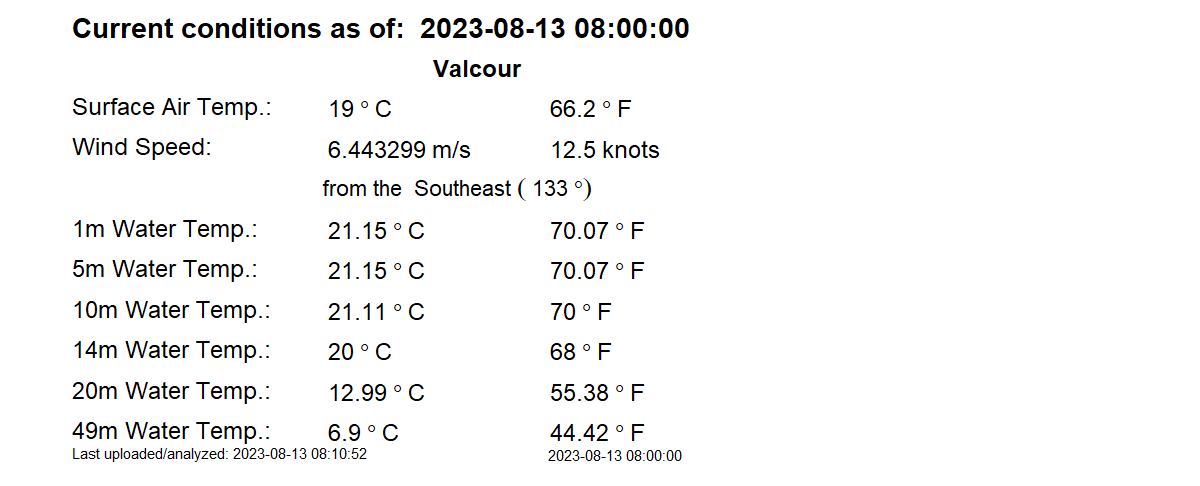 Current conditions as of:  2023-08-13 08:00:00
Valcour
Surface Air Temp.: 19 ° C 66.2 ° F
Wind Speed: 6.443299 m/s 12.5 knots
from the  Southeast ( 133 °)
1m Water Temp.: 21.15 ° C 70.07 ° F
5m Water Temp.: 21.15 ° C 70.07 ° F
10m Water Temp.: 21.11 ° C 70 ° F
14m Water Temp.: 20 ° C 68 ° F
20m Water Temp.: 12.99 ° C 55.38 ° F
49m Water Temp.: 6.9 ° C 44.42 ° F
Last uploaded/analyzed: 2023-08-13 08:10:52 2023-08-13 08:00:00